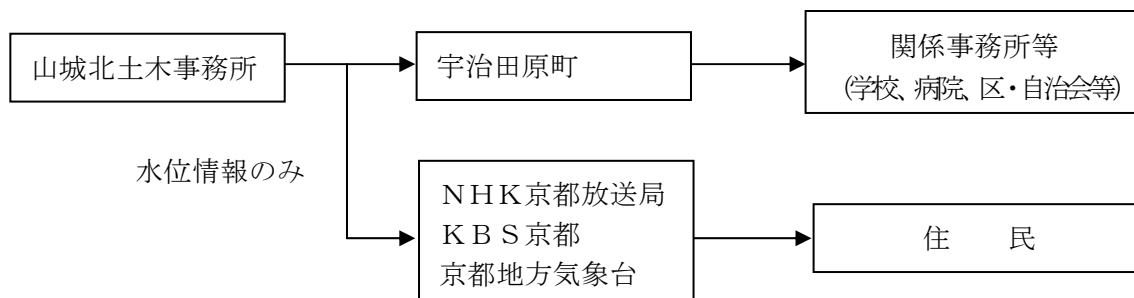 山城北土木事務所
宇治田原町
関係事務所等
(学校、病院、区・自治会等)
水位情報のみ
ＮＨＫ京都放送局
ＫＢＳ京都
京都地方気象台
住　　民